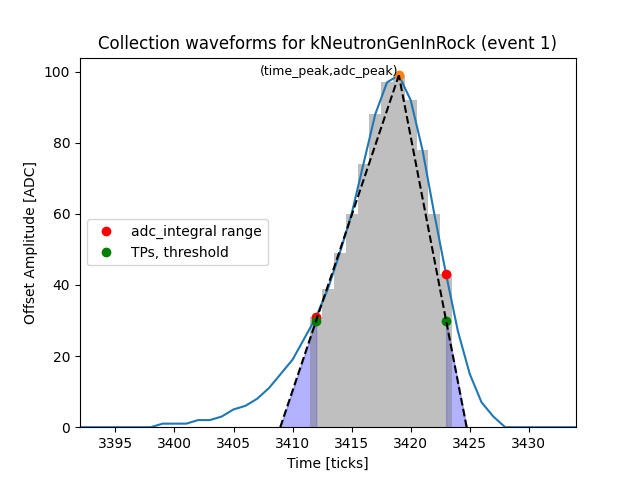 Collection waveforms for kNeutronGenInRock (event 1)
(time_peak,adc_peak)
100
80
60
40
20
0
Offset Amplitude [ADC]
adc_integral range
TPs, threshold
3395 3400 3405 3410 3415 3420 3425 3430
Time [ticks]